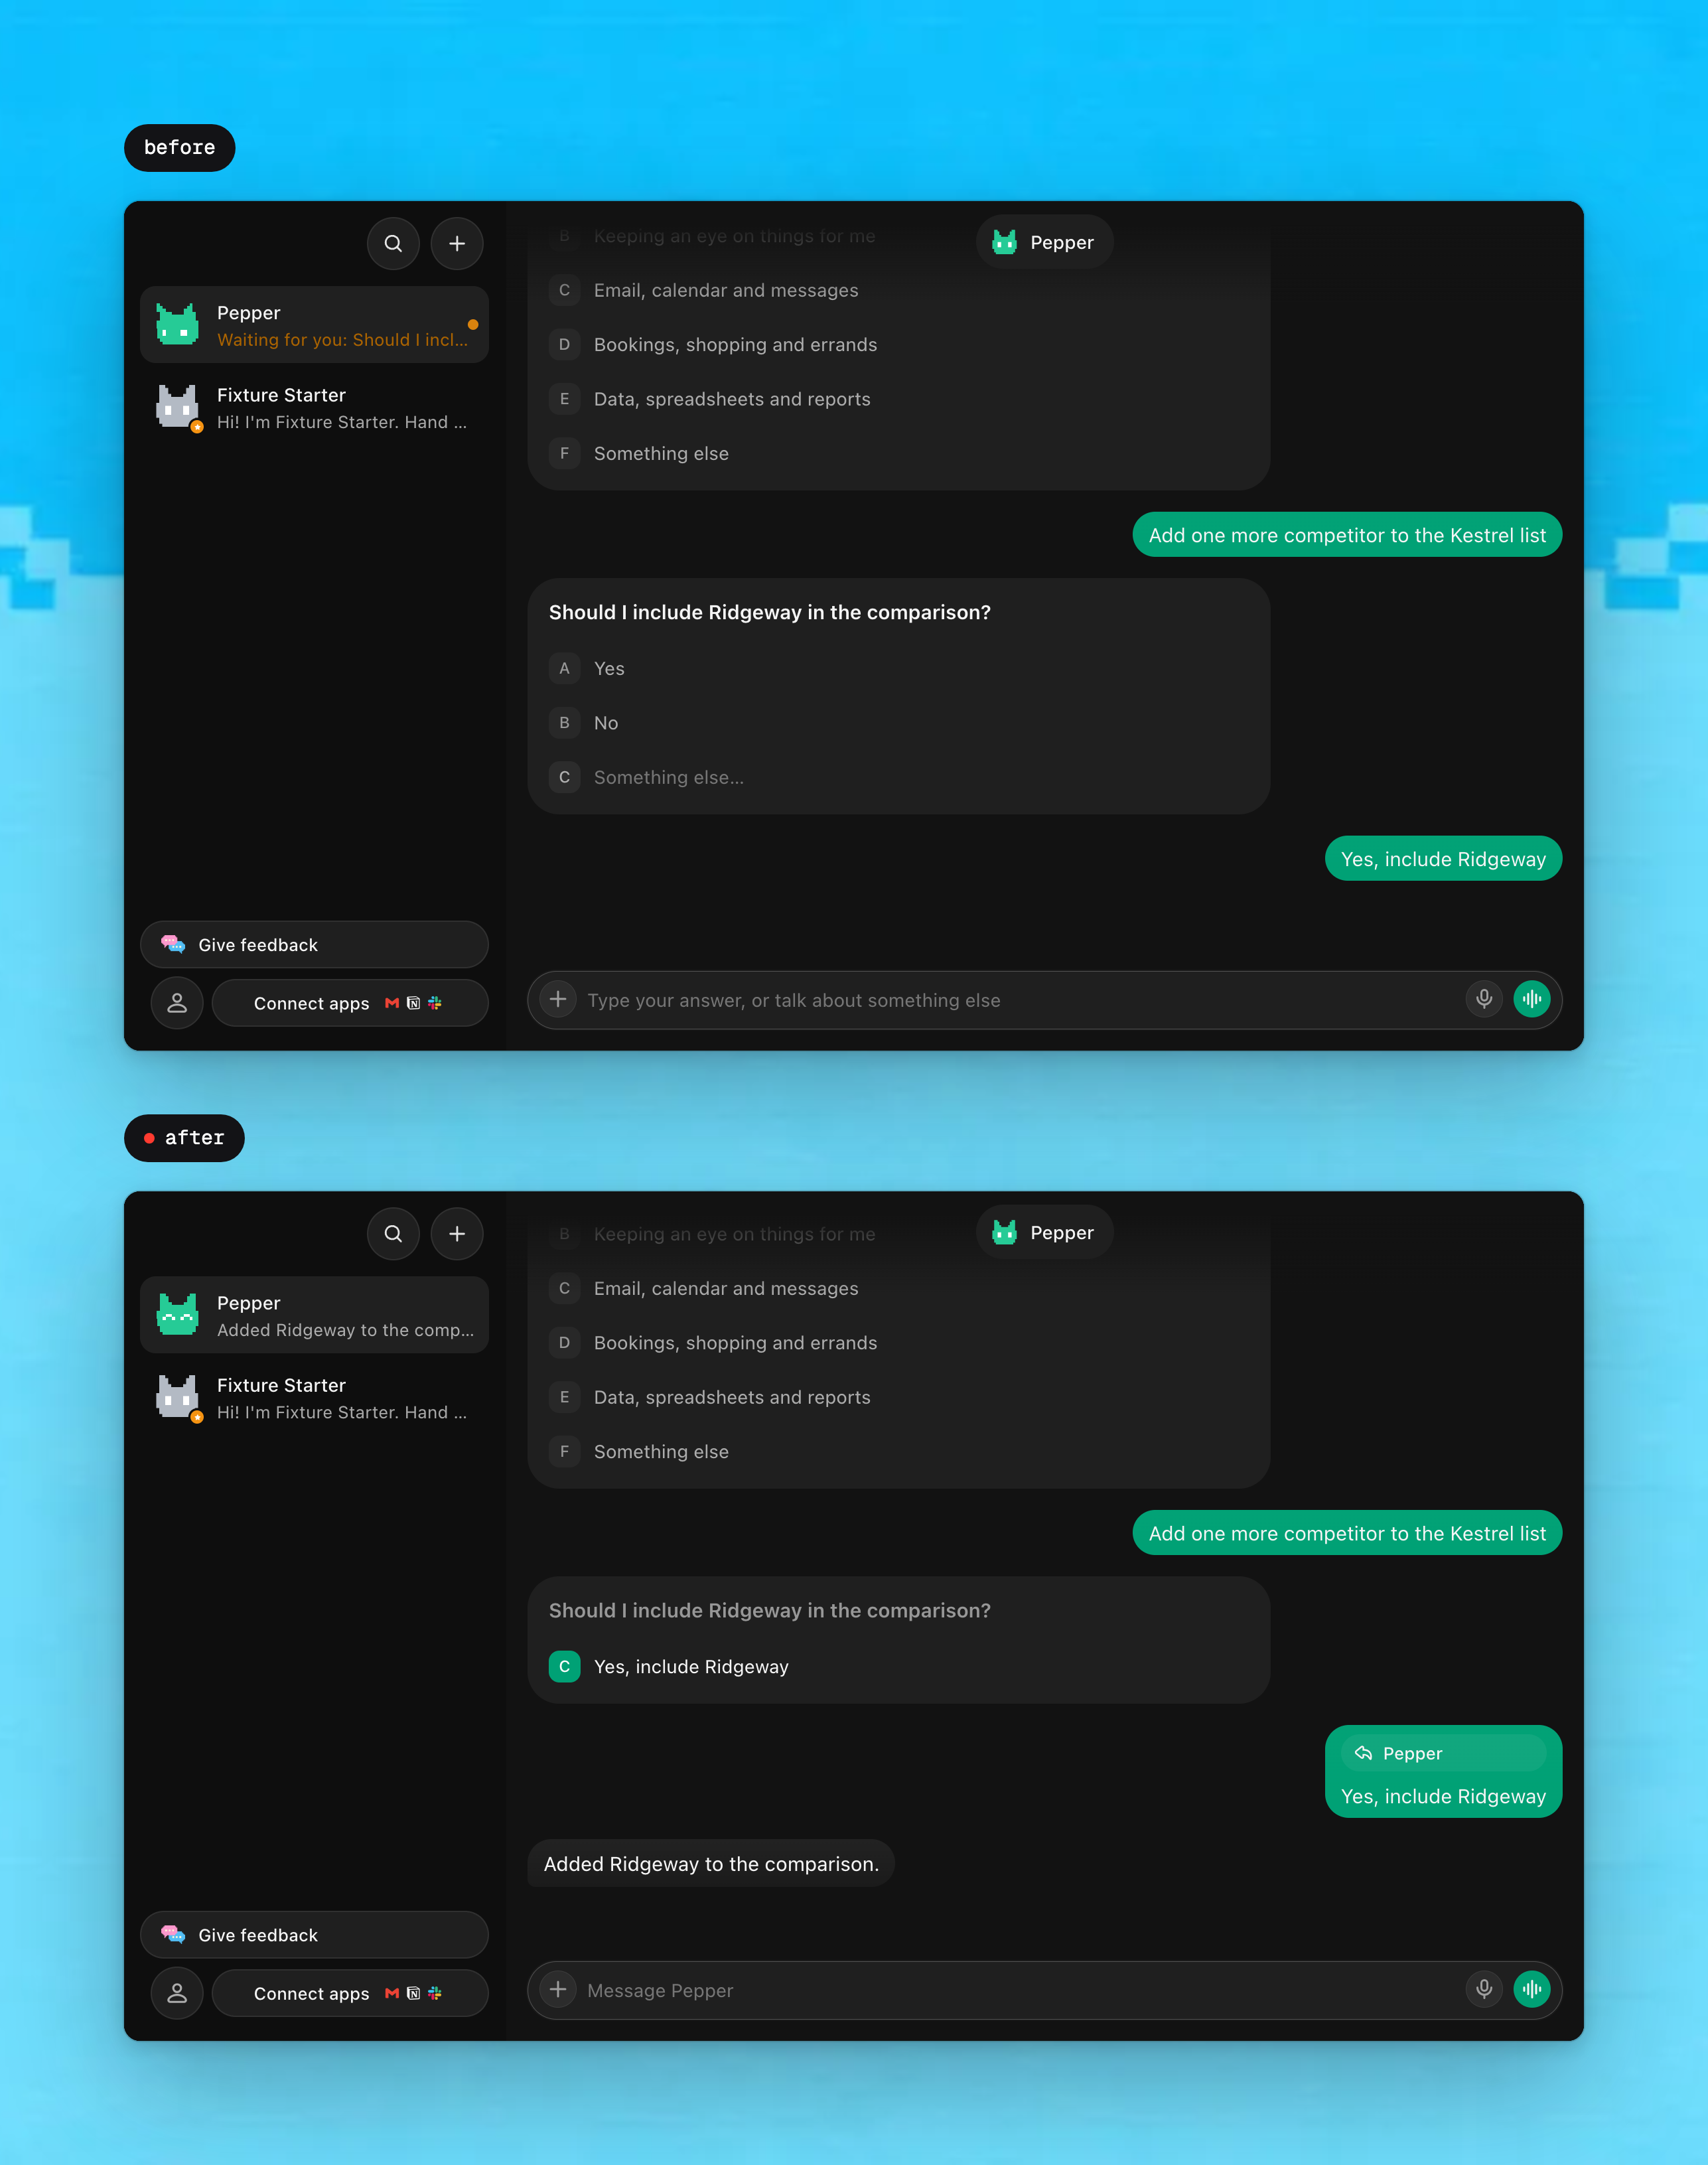 before
Pepper
Waiting for you: Should I incl...
Fixture Starter
Hi! I'm Fixture Starter. Hand ...
Give feedback
Connect apps
Pepper
B Keeping an eye on things for me
C Email, calendar and messages
D Bookings, shopping and errands
E Data, spreadsheets and reports
F Something else
Add one more competitor to the Kestrel list
Should I include Ridgeway in the comparison?
A Yes
B No
C Something else...
Yes, include Ridgeway
Type your answer, or talk about something else
after
Pepper
Added Ridgeway to the comp...
Fixture Starter
Hi! I'm Fixture Starter. Hand ...
Give feedback
Connect apps
Pepper
B Keeping an eye on things for me
C Email, calendar and messages
D Bookings, shopping and errands
E Data, spreadsheets and reports
F Something else
Add one more competitor to the Kestrel list
Should I include Ridgeway in the comparison?
C Yes, include Ridgeway
Pepper
Yes, include Ridgeway
Added Ridgeway to the comparison.
Message Pepper